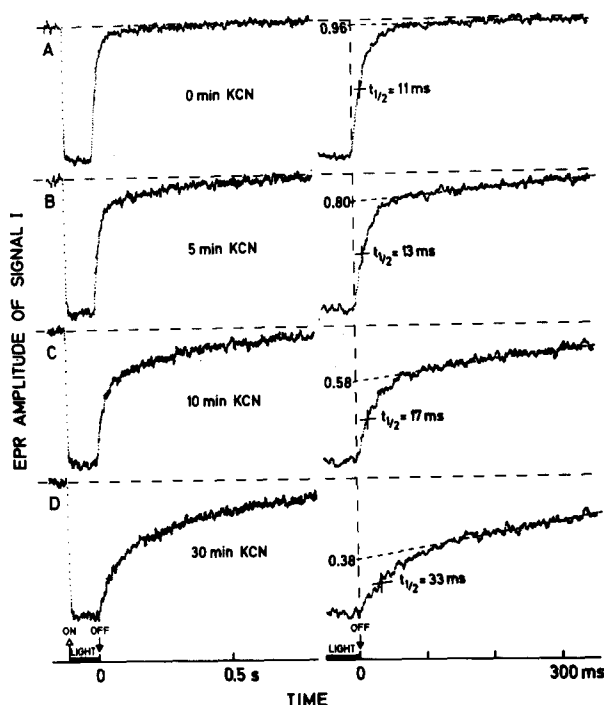 EPR AMPLITUDE OF SIGNAL I
A
0 min KCN
0.96
t1/2 = 11 ms
B
5 min KCN
0.80
t1/2 = 13 ms
C
10 min KCN
0.58
t1/2 = 17 ms
D
30 min KCN
0.38
t1/2 = 33 ms
ON OFF
LIGHT
OFF
LIGHT
0 0.5 s
0 300 ms
TIME